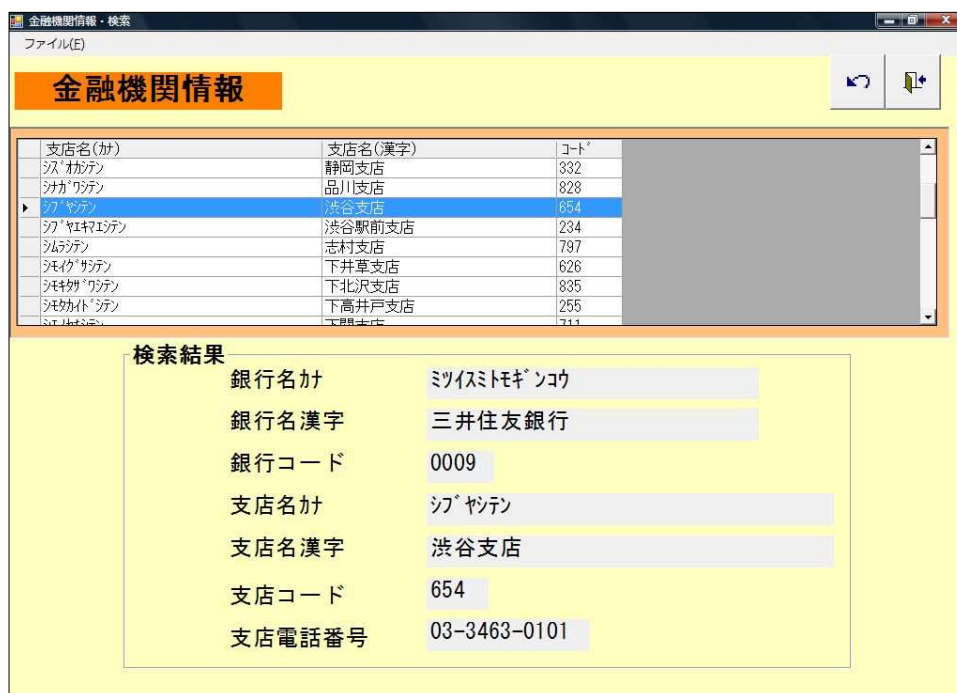 金融機関情報・検索
ファイル(F)
金融機関情報
支店名(ｶﾅ) 支店名(漢字) ｺｰﾄﾞ
ｼｽﾞｵｶｼﾃﾝ 静岡支店 332
ｼﾅｶﾞﾜｼﾃﾝ 品川支店 828
ｼﾌﾞﾔｼﾃﾝ 渋谷支店 654
ｼﾌﾞﾔｴｷﾏｴｼﾃﾝ 渋谷駅前支店 234
ｼﾑﾗｼﾃﾝ 志村支店 797
ｼﾓｲｸﾞｻｼﾃﾝ 下井草支店 626
ｼﾓｷﾀｻﾞﾜｼﾃﾝ 下北沢支店 835
ｼﾓﾀｶｲﾄﾞｼﾃﾝ 下高井戸支店 255
下関支店 711
検索結果
銀行名ｶﾅ ﾐﾂｲｽﾐﾄﾓｷﾞﾝｺｳ
銀行名漢字 三井住友銀行
銀行コード 0009
支店名ｶﾅ ｼﾌﾞﾔｼﾃﾝ
支店名漢字 渋谷支店
支店コード 654
支店電話番号 03-3463-0101